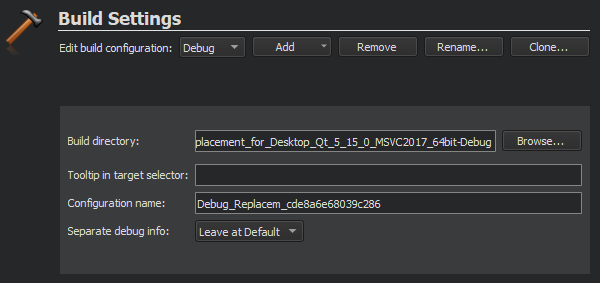 Build Settings
Edit build configuration: Debug Add Remove Rename... Clone...
Build directory: placement_for_Desktop_Qt_5_15_0_MSVC2017_64bit-Debug Browse...
Tooltip in target selector:
Configuration name: Debug_Replacem_cde8a6e68039c286
Separate debug info: Leave at Default